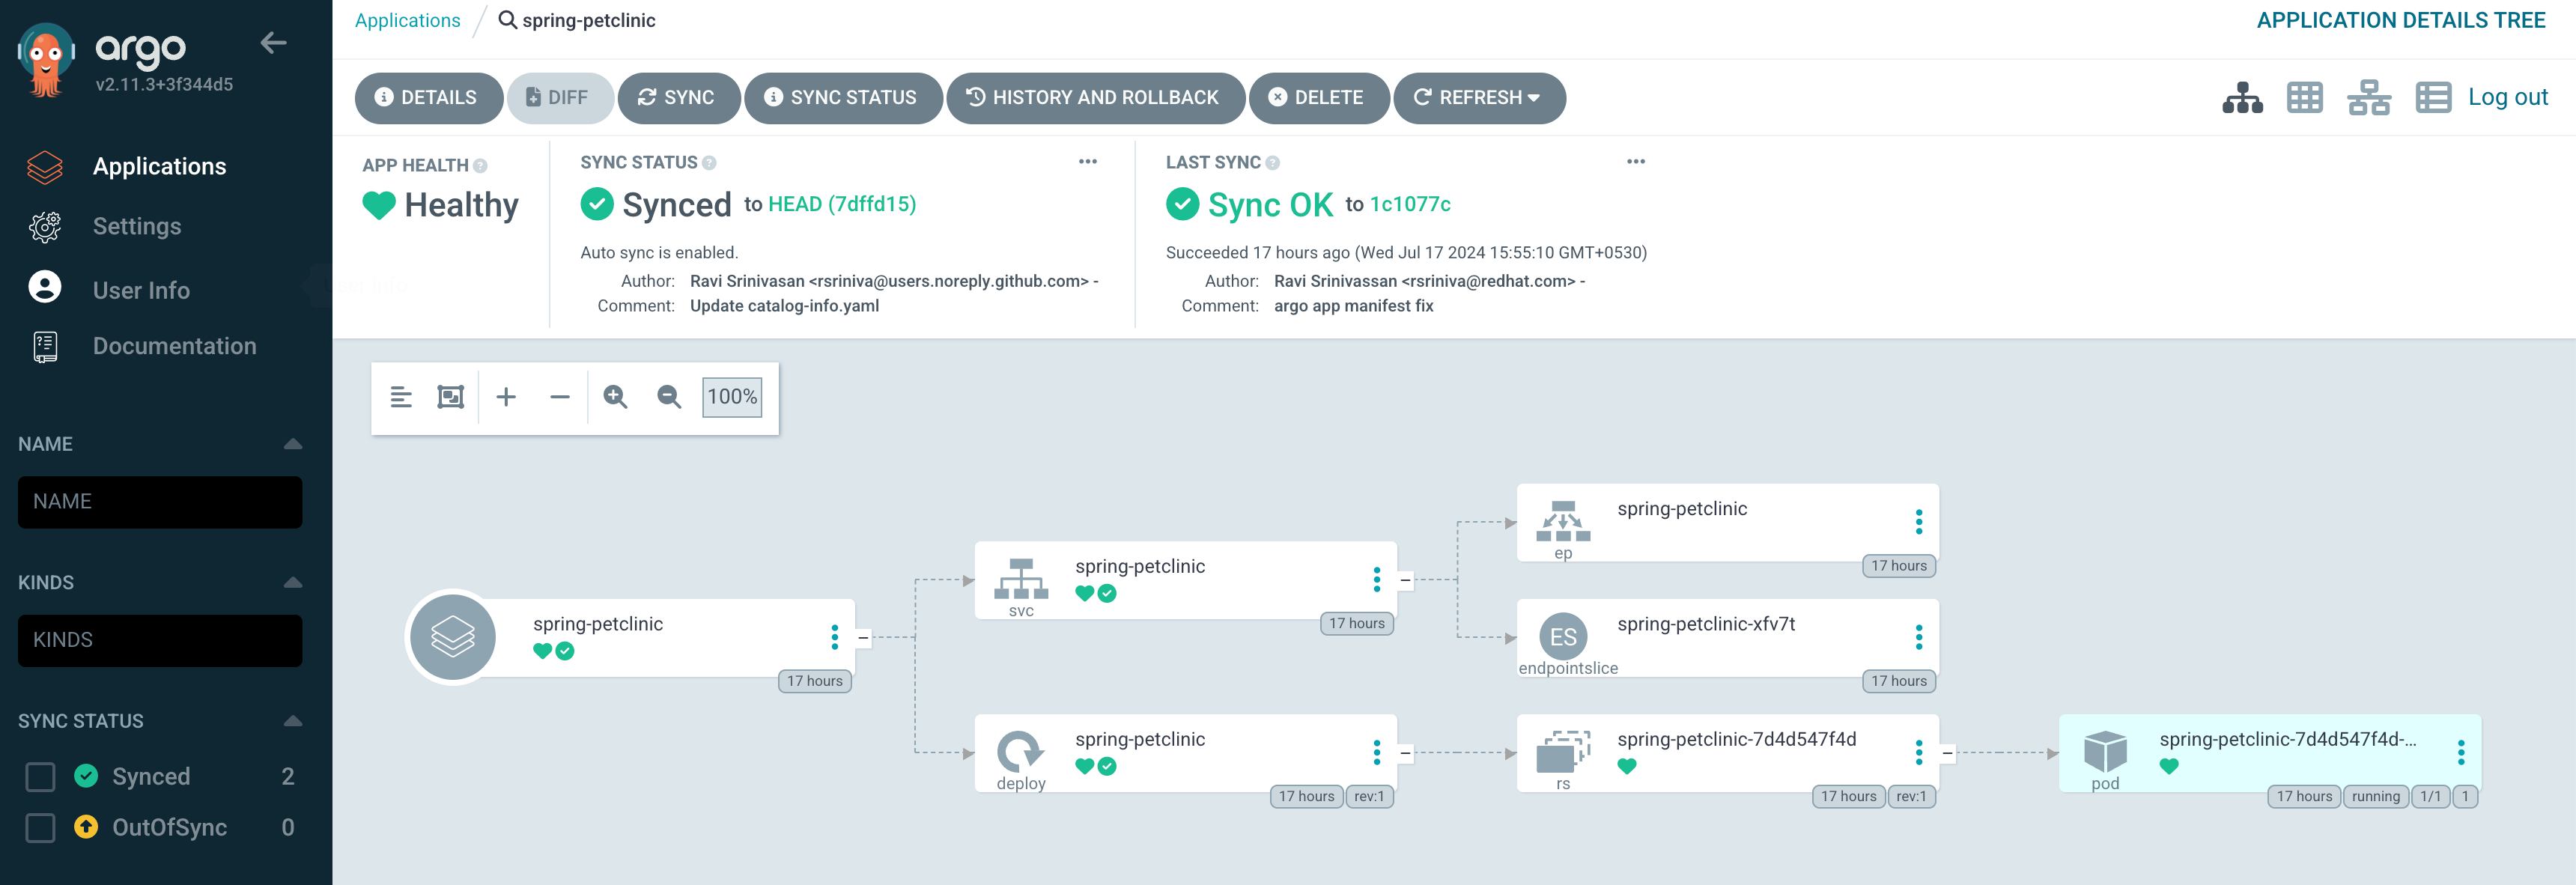 argo
v2.11.3+3f344d5
Applications
Settings
User Info
Documentation
NAME
NAME
KINDS
KINDS
SYNC STATUS
Synced 2
OutOfSync 0
Applications / spring-petclinic
APPLICATION DETAILS TREE
DETAILS DIFF SYNC SYNC STATUS HISTORY AND ROLLBACK DELETE REFRESH
Log out
APP HEALTH
Healthy
SYNC STATUS
Synced to HEAD (7dffd15)
Auto sync is enabled.
Author: Ravi Srinivasan <rsriniva@users.noreply.github.com> -
Comment: Update catalog-info.yaml
LAST SYNC
Sync OK to 1c1077c
Succeeded 17 hours ago (Wed Jul 17 2024 15:55:10 GMT+0530)
Author: Ravi Srinivassan <rsriniva@redhat.com> -
Comment: argo app manifest fix
100%
spring-petclinic
17 hours
spring-petclinic
svc
17 hours
spring-petclinic
deploy
17 hours rev:1
spring-petclinic
ep
17 hours
ES
spring-petclinic-xfv7t
endpointslice
17 hours
spring-petclinic-7d4d547f4d
rs
17 hours rev:1
spring-petclinic-7d4d547f4d-...
pod
17 hours running 1/1 1